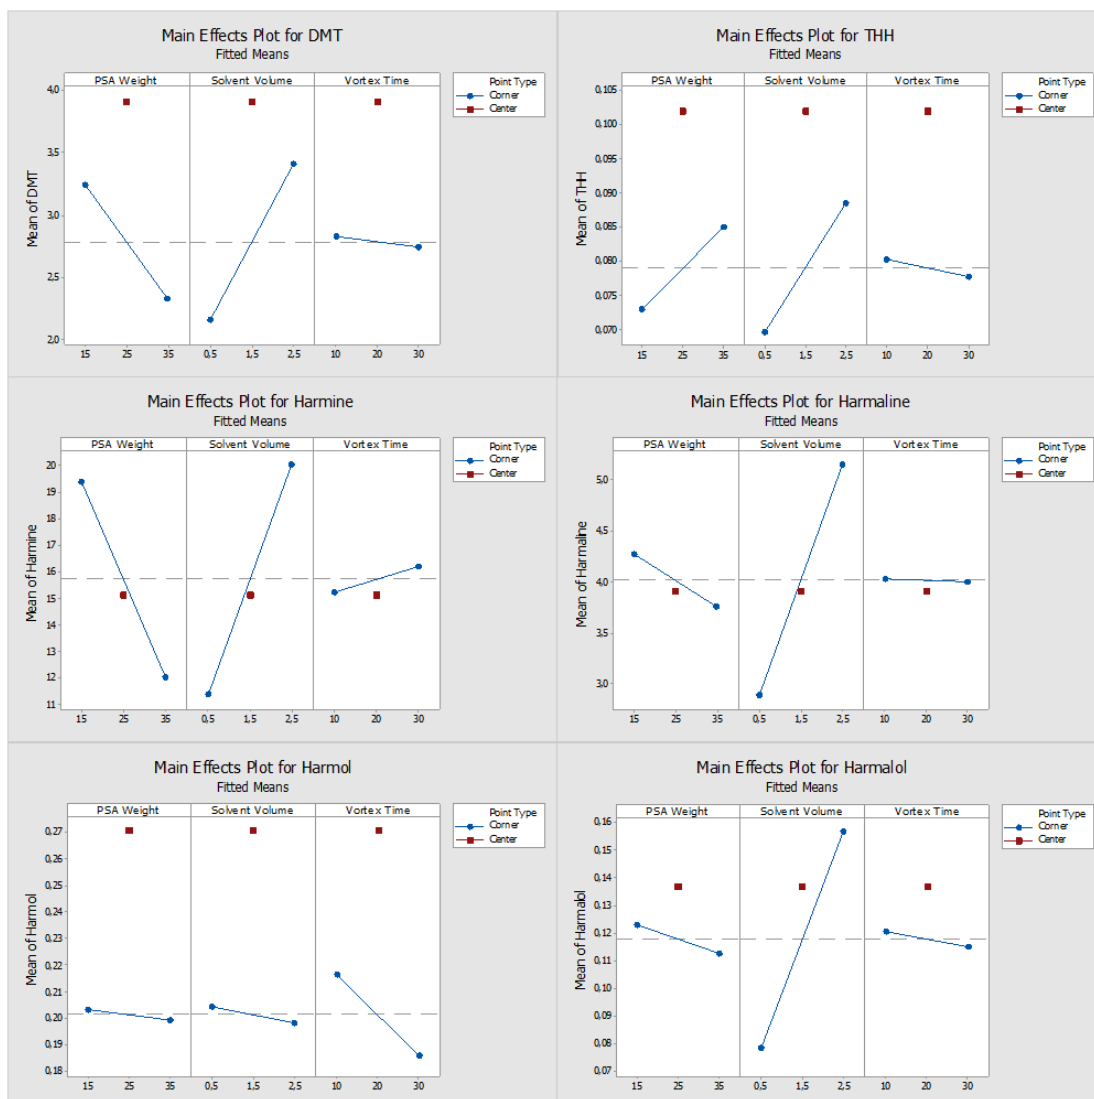 Main Effects Plot for DMT
Fitted Means
PSA Weight Solvent Volume Vortex Time
Point Type
Corner
Center
Mean of DMT
4,0
3,5
3,0
2,5
2,0
15 25 35 0,5 1,5 2,5 10 20 30
Main Effects Plot for THH
Fitted Means
PSA Weight Solvent Volume Vortex Time
Point Type
Corner
Center
Mean of THH
0,105
0,100
0,095
0,090
0,085
0,080
0,075
0,070
15 25 35 0,5 1,5 2,5 10 20 30
Main Effects Plot for Harmine
Fitted Means
PSA Weight Solvent Volume Vortex Time
Point Type
Corner
Center
Mean of Harmine
20
19
18
17
16
15
14
13
12
11
15 25 35 0,5 1,5 2,5 10 20 30
Main Effects Plot for Harmaline
Fitted Means
PSA Weight Solvent Volume Vortex Time
Point Type
Corner
Center
Mean of Harmaline
5,0
4,5
4,0
3,5
3,0
15 25 35 0,5 1,5 2,5 10 20 30
Main Effects Plot for Harmol
Fitted Means
PSA Weight Solvent Volume Vortex Time
Point Type
Corner
Center
Mean of Harmol
0,27
0,26
0,25
0,24
0,23
0,22
0,21
0,20
0,19
0,18
15 25 35 0,5 1,5 2,5 10 20 30
Main Effects Plot for Harmalol
Fitted Means
PSA Weight Solvent Volume Vortex Time
Point Type
Corner
Center
Mean of Harmalol
0,16
0,15
0,14
0,13
0,12
0,11
0,10
0,09
0,08
0,07
15 25 35 0,5 1,5 2,5 10 20 30